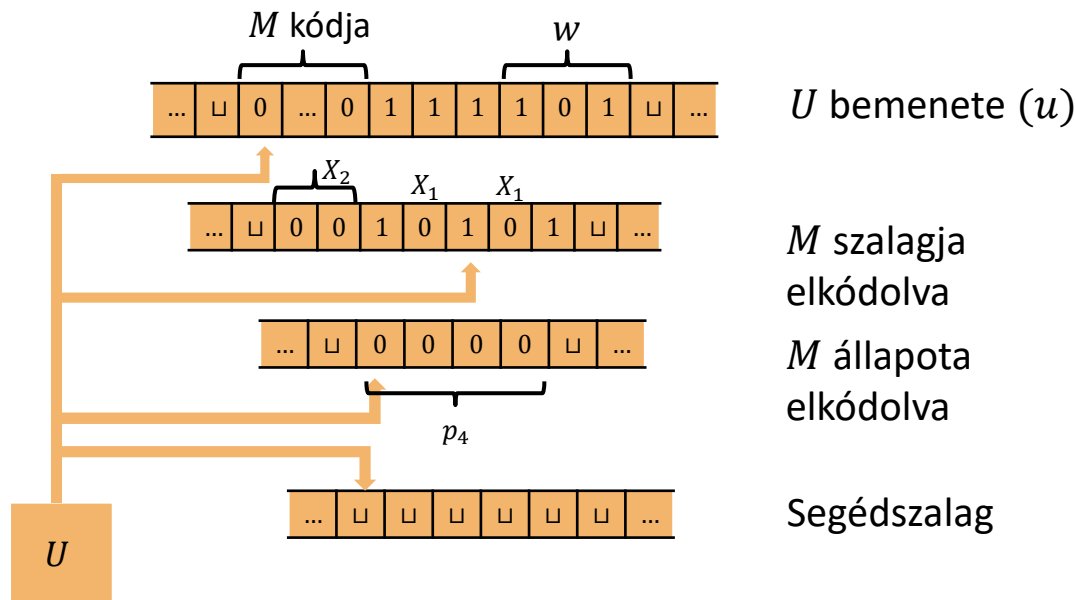 M kódja
w
... ⊔ 0 ... 0 1 1 1 1 0 1 ⊔ ...
U bemenete (u)
X₂ X₁ X₁
... ⊔ 0 0 1 0 1 0 1 ⊔ ...
M szalagja
elkódolva
... ⊔ 0 0 0 0 ⊔ ...
M állapota
elkódolva
p₄
... ⊔ ⊔ ⊔ ⊔ ⊔ ⊔ ...
Segédszalag
U